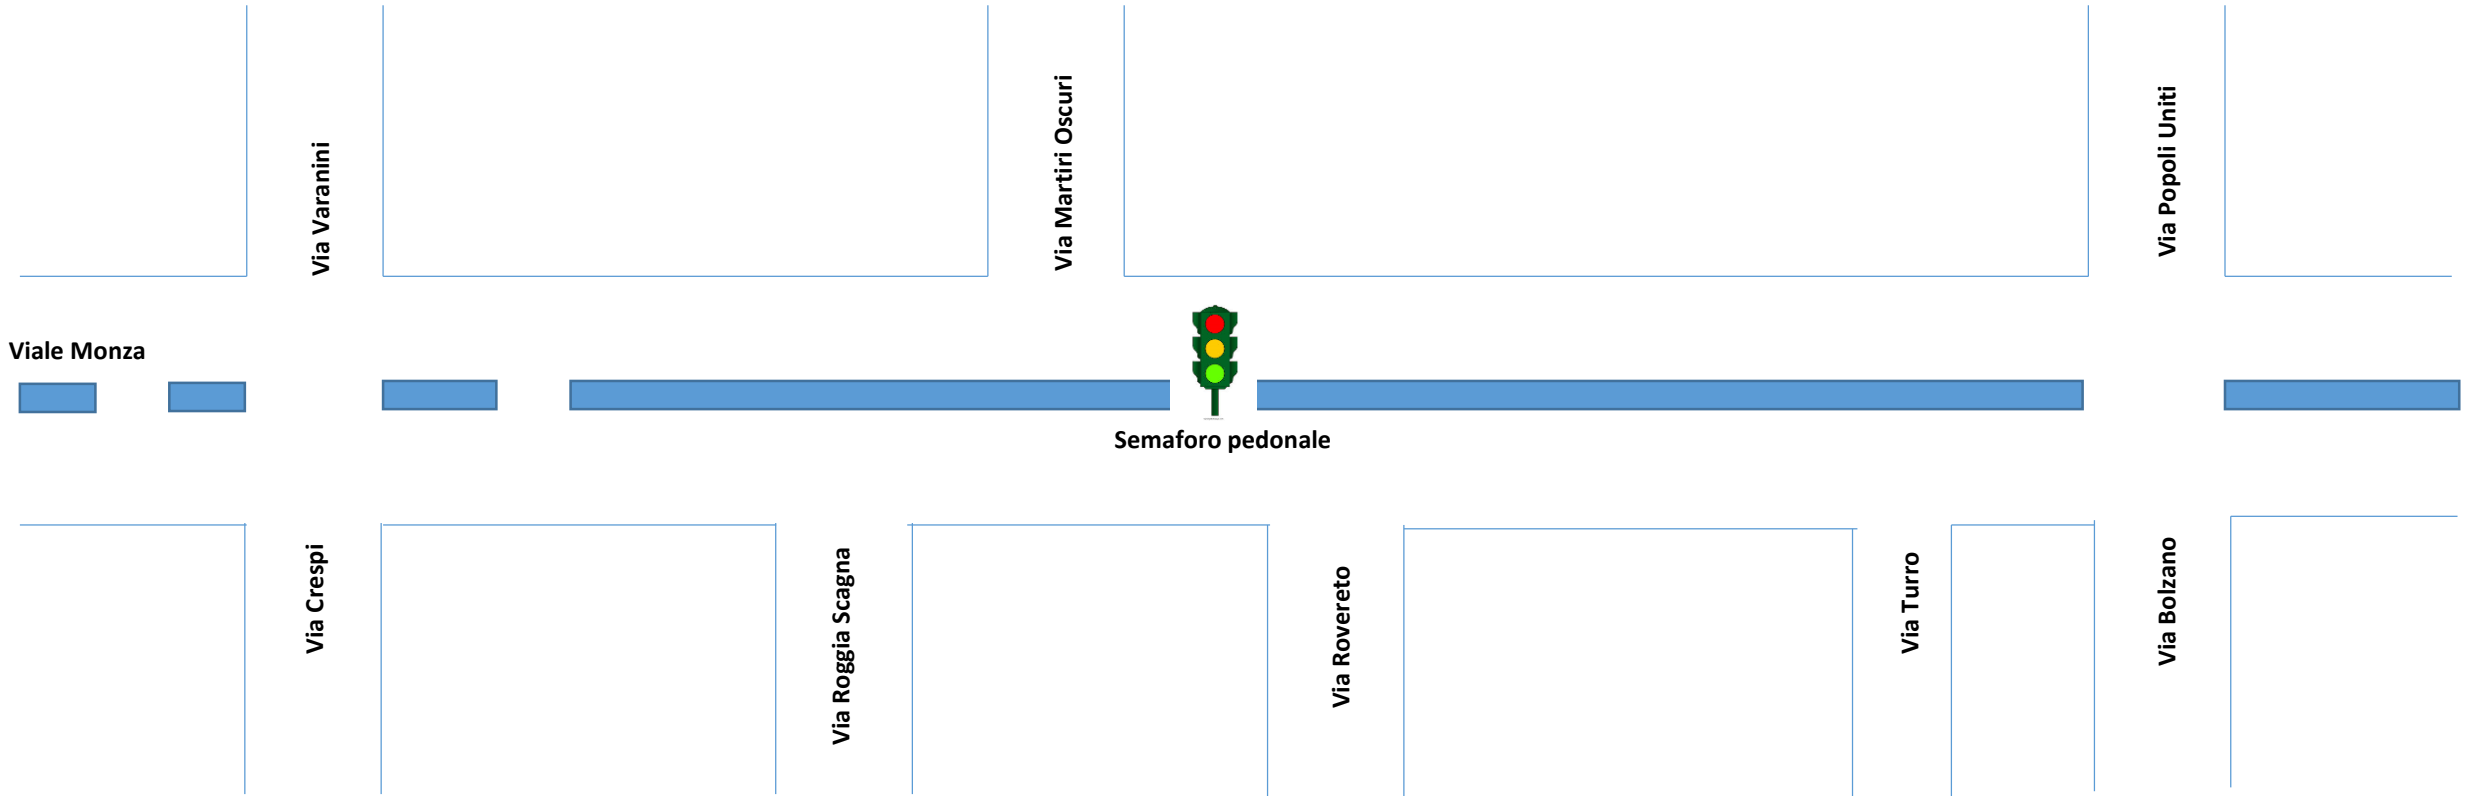 Via Varanini
Via Martiri Oscuri
Via Popoli Uniti
Viale Monza
Semaforo pedonale
Via Crespi
Via Roggia Scagna
Via Rovereto
Via Turro
Via Bolzano